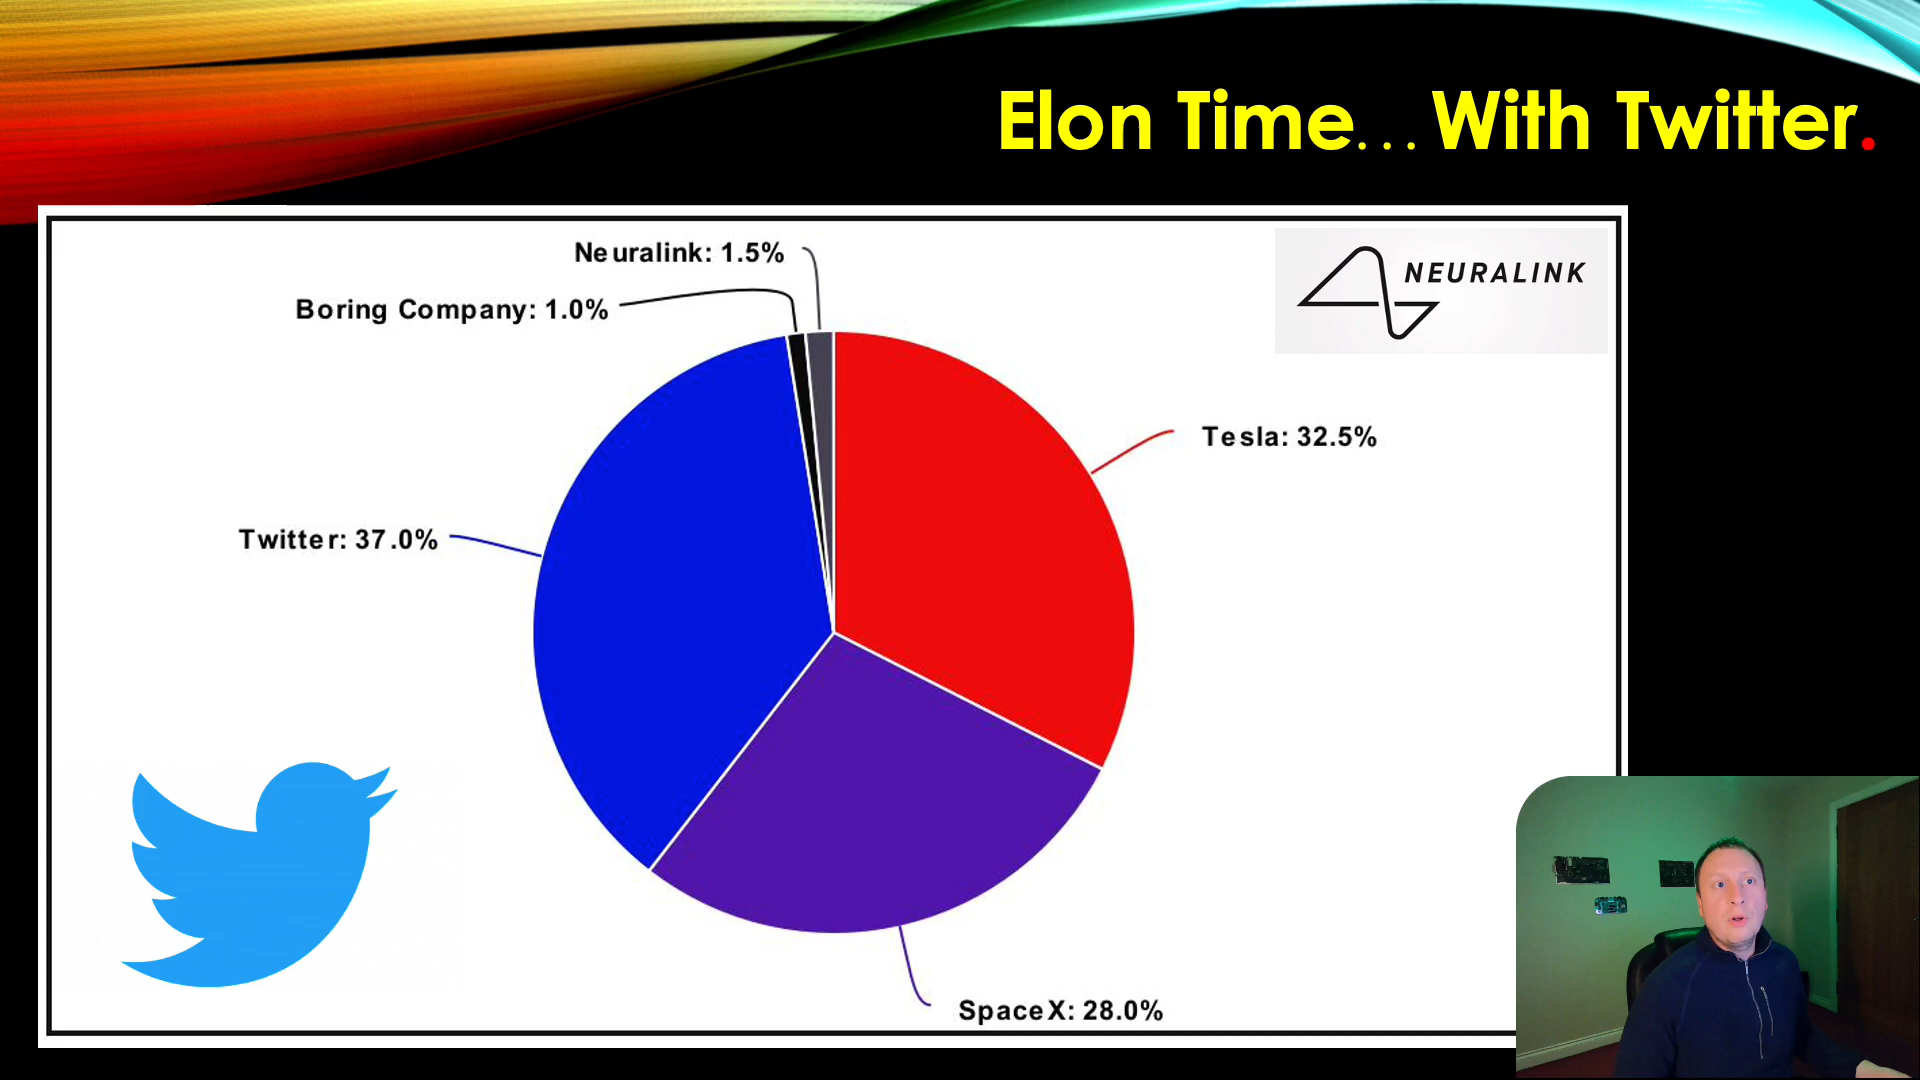 Elon Time...With Twitter.
Neuralink: 1.5%
NEURALINK
Boring Company: 1.0%
Tesla: 32.5%
Twitter: 37.0%
SpaceX: 28.0%